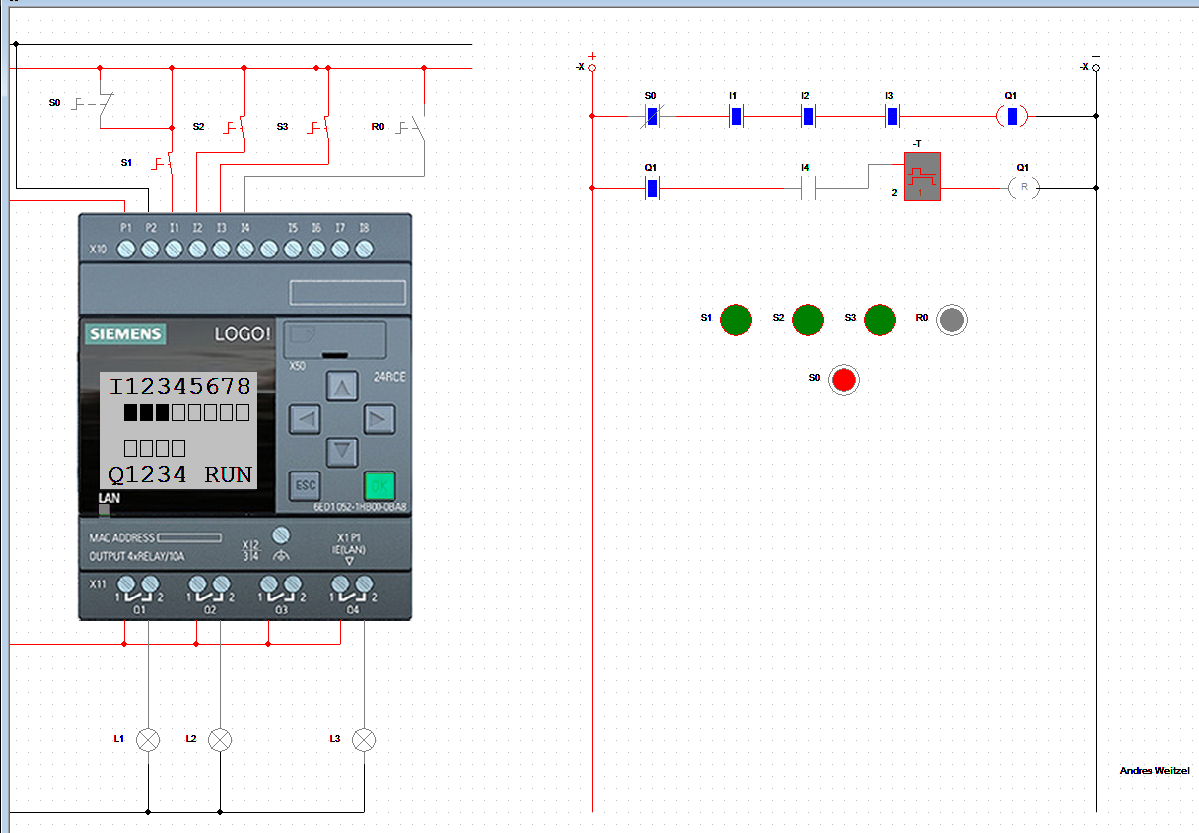 +
-X
−
-X
S0
S2
S3
R0
S1
S0 I1 I2 I3 Q1
-T
Q1 I4 Q1
R
2
1
P1 P2 I1 I2 I3 I4 I5 I6 I7 I8
X10
S1 S2 S3 R0
S0
SIEMENS LOGO!
X50
24RCE
I12345678
Q1234 RUN
ESC OK
LAN
6ED1 052-1HB00-0BA8
MAC ADDRESS
OUTPUT 4xRELAY/10A
X12
3|4
X1 P1
IE(LAN)
X11
1 2 1 2 1 2 1 2
Q1 Q2 Q3 Q4
L1 L2 L3
Andres Weitzel